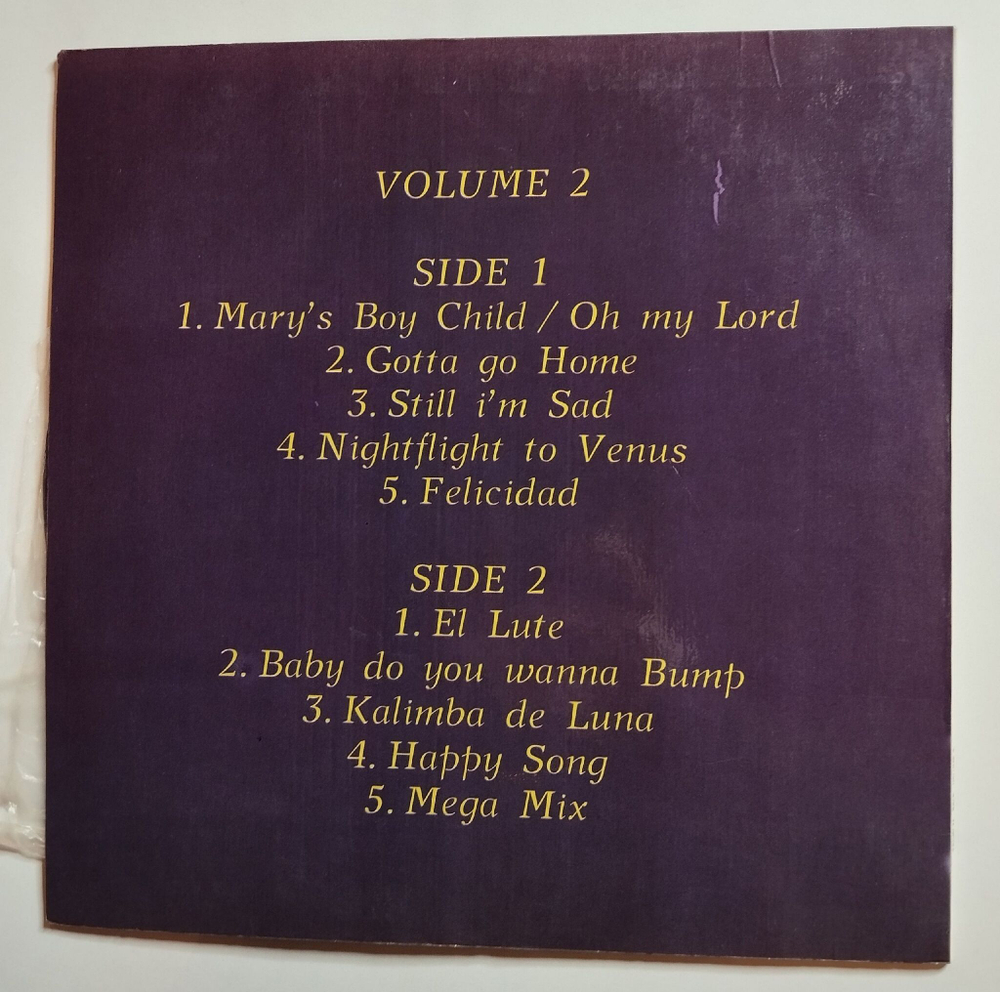 VOLUME 2
SIDE 1
1. Mary's Boy Child / Oh my Lord
2. Gotta go Home
3. Still i'm Sad
4. Nightflight to Venus
5. Felicidad
SIDE 2
1. El Lute
2. Baby do you wanna Bump
3. Kalimba de Luna
4. Happy Song
5. Mega Mix